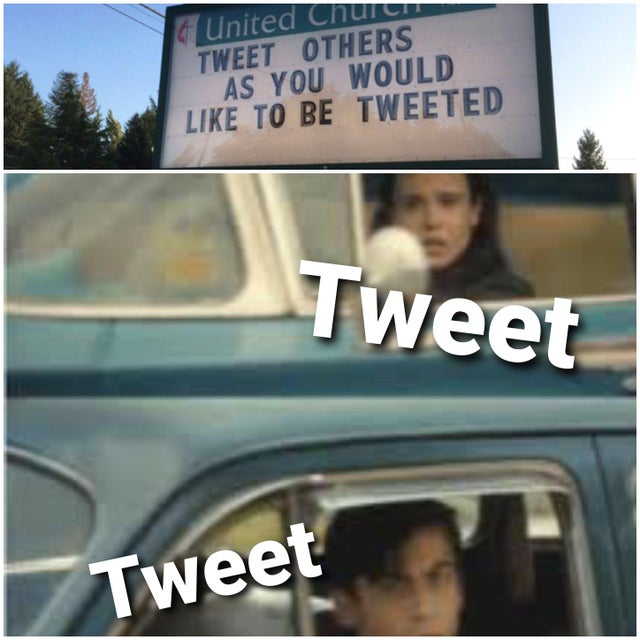 United Church
TWEET OTHERS
AS YOU WOULD
LIKE TO BE TWEETED
Tweet
Tweet